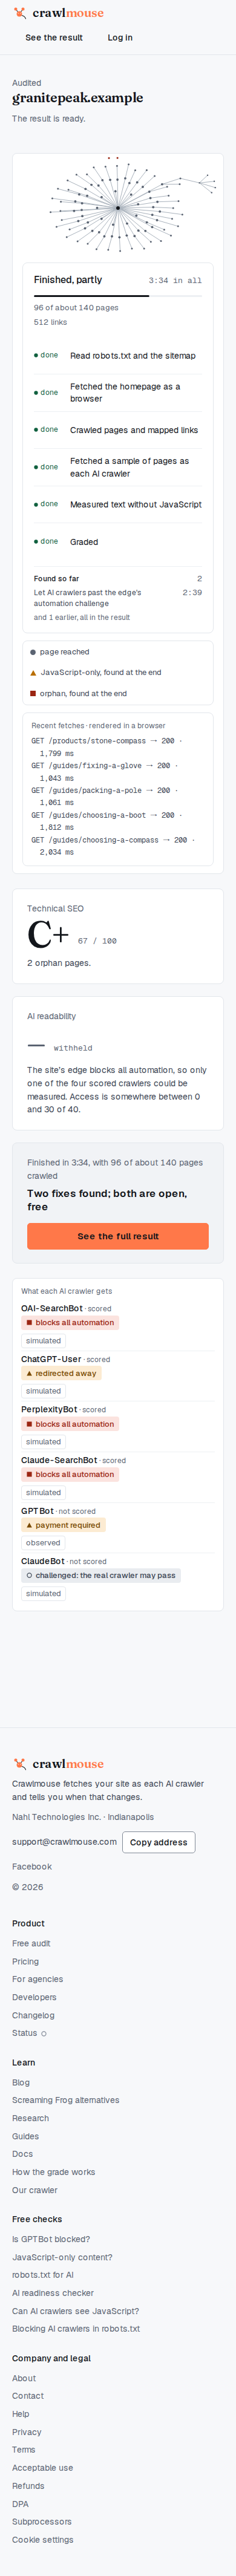 crawlmouse
See the result Log in
Audited
granitepeak.example
The result is ready.
Finished, partly 3:34 in all
96 of about 140 pages
512 links
done Read robots.txt and the sitemap
done Fetched the homepage as a
browser
done Crawled pages and mapped links
done Fetched a sample of pages as
each AI crawler
done Measured text without JavaScript
done Graded
Found so far 2
Let AI crawlers past the edge's 2:39
automation challenge
and 1 earlier, all in the result
page reached
JavaScript-only, found at the end
orphan, found at the end
Recent fetches · rendered in a browser
GET /products/stone-compass → 200 ·
1,799 ms
GET /guides/fixing-a-glove → 200 ·
1,043 ms
GET /guides/packing-a-pole → 200 ·
1,061 ms
GET /guides/choosing-a-boot → 200 ·
1,812 ms
GET /guides/choosing-a-compass → 200 ·
2,034 ms
Technical SEO
C+ 67 / 100
2 orphan pages.
AI readability
— withheld
The site's edge blocks all automation, so only
one of the four scored crawlers could be
measured. Access is somewhere between 0
and 30 of 40.
Finished in 3:34, with 96 of about 140 pages
crawled
Two fixes found; both are open,
free
See the full result
What each AI crawler gets
OAI-SearchBot · scored
blocks all automation
simulated
ChatGPT-User · scored
redirected away
simulated
PerplexityBot · scored
blocks all automation
simulated
Claude-SearchBot · scored
blocks all automation
simulated
GPTBot · not scored
payment required
observed
ClaudeBot · not scored
challenged: the real crawler may pass
simulated
crawlmouse
Crawlmouse fetches your site as each AI crawler
and tells you when that changes.
Nahl Technologies Inc. · Indianapolis
support@crawlmouse.com Copy address
Facebook
© 2026
Product
Free audit
Pricing
For agencies
Developers
Changelog
Status
Learn
Blog
Screaming Frog alternatives
Research
Guides
Docs
How the grade works
Our crawler
Free checks
Is GPTBot blocked?
JavaScript-only content?
robots.txt for AI
AI readiness checker
Can AI crawlers see JavaScript?
Blocking AI crawlers in robots.txt
Company and legal
About
Contact
Help
Privacy
Terms
Acceptable use
Refunds
DPA
Subprocessors
Cookie settings